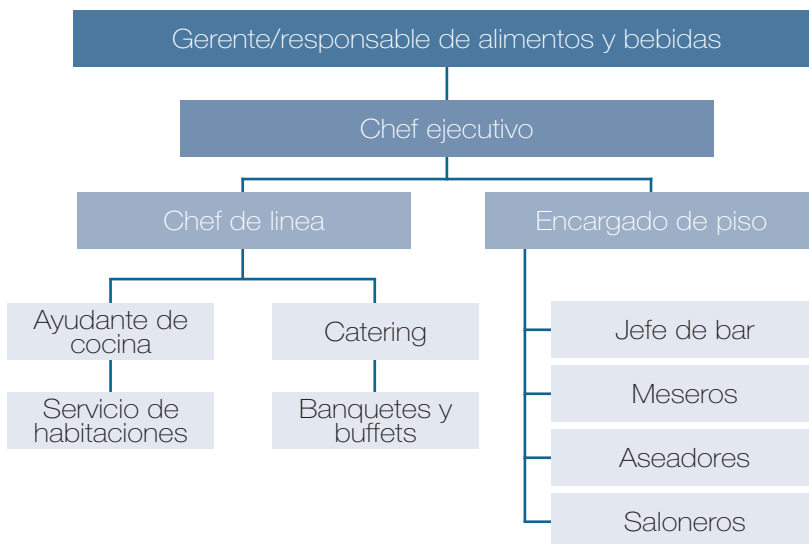 Gerente/responsable de alimentos y bebidas
Chef ejecutivo
Chef de linea
Encargado de piso
Ayudante de
cocina
Catering
Servicio de
habitaciones
Banquetes y
buffets
Jefe de bar
Meseros
Aseadores
Saloneros